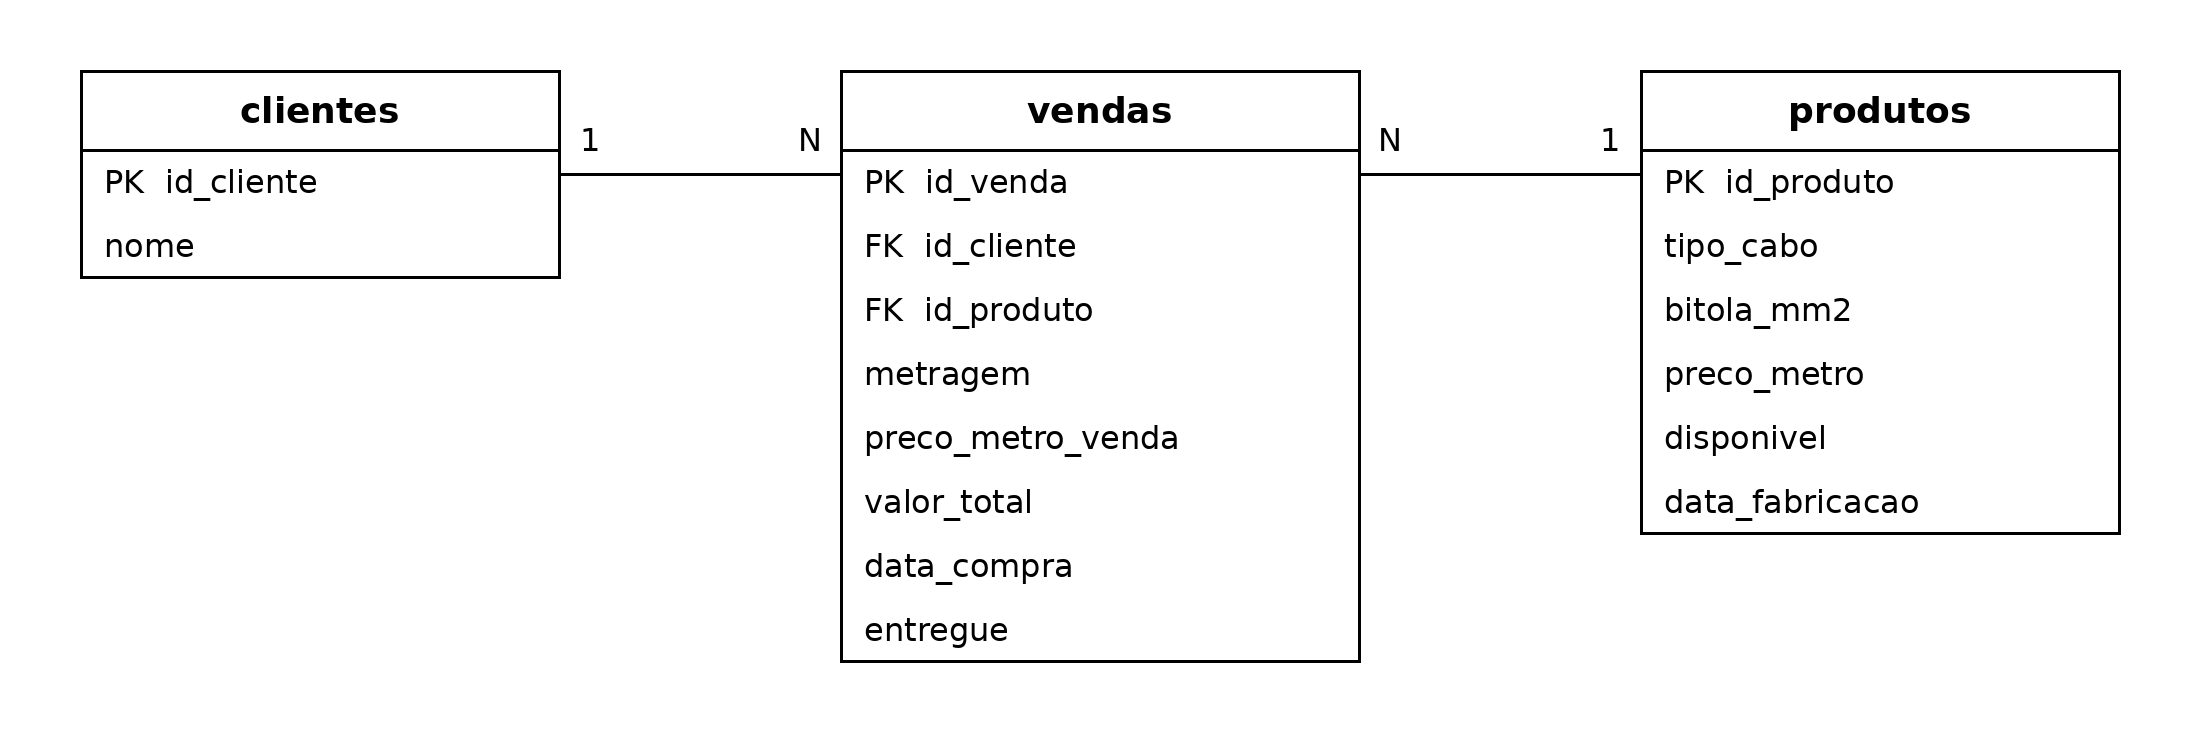 clientes
PK id_cliente
nome
1
N
vendas
PK id_venda
FK id_cliente
FK id_produto
metragem
preco_metro_venda
valor_total
data_compra
entregue
N
1
produtos
PK id_produto
tipo_cabo
bitola_mm2
preco_metro
disponivel
data_fabricacao